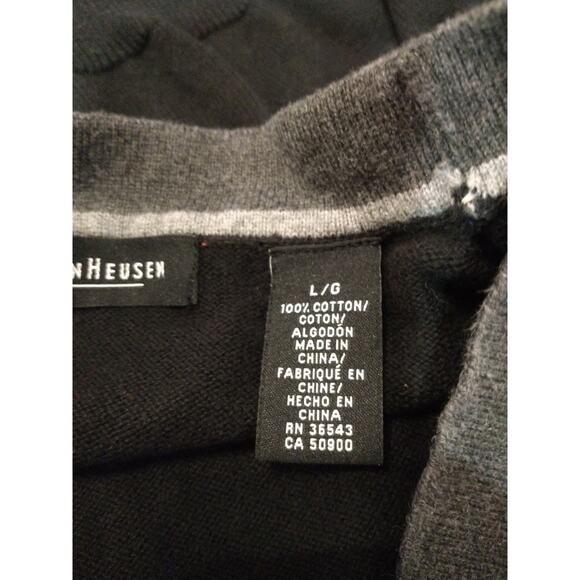 NHEUSEN
L/G
100% COTTON/
COTON/
ALGODÓN
MADE IN
CHINA/
FABRIQUÉ EN
CHINE/
HECHO EN
CHINA
RN 36543
CA 50900